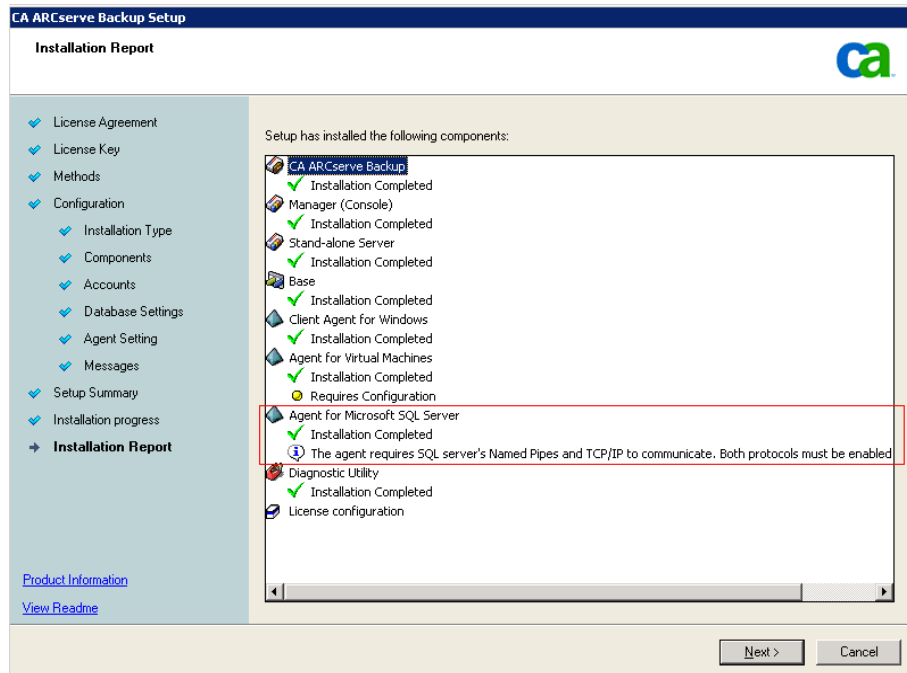 CA ARCserve Backup Setup
Installation Report
ca
License Agreement
License Key
Methods
Configuration
Installation Type
Components
Accounts
Database Settings
Agent Setting
Messages
Setup Summary
Installation progress
Installation Report
Product Information
View Readme
Setup has installed the following components:
CA ARCserve Backup
Installation Completed
Manager (Console)
Installation Completed
Stand-alone Server
Installation Completed
Base
Installation Completed
Client Agent for Windows
Installation Completed
Agent for Virtual Machines
Installation Completed
Requires Configuration
Agent for Microsoft SQL Server
Installation Completed
The agent requires SQL server's Named Pipes and TCP/IP to communicate. Both protocols must be enabled
Diagnostic Utility
Installation Completed
License configuration
Next >
Cancel